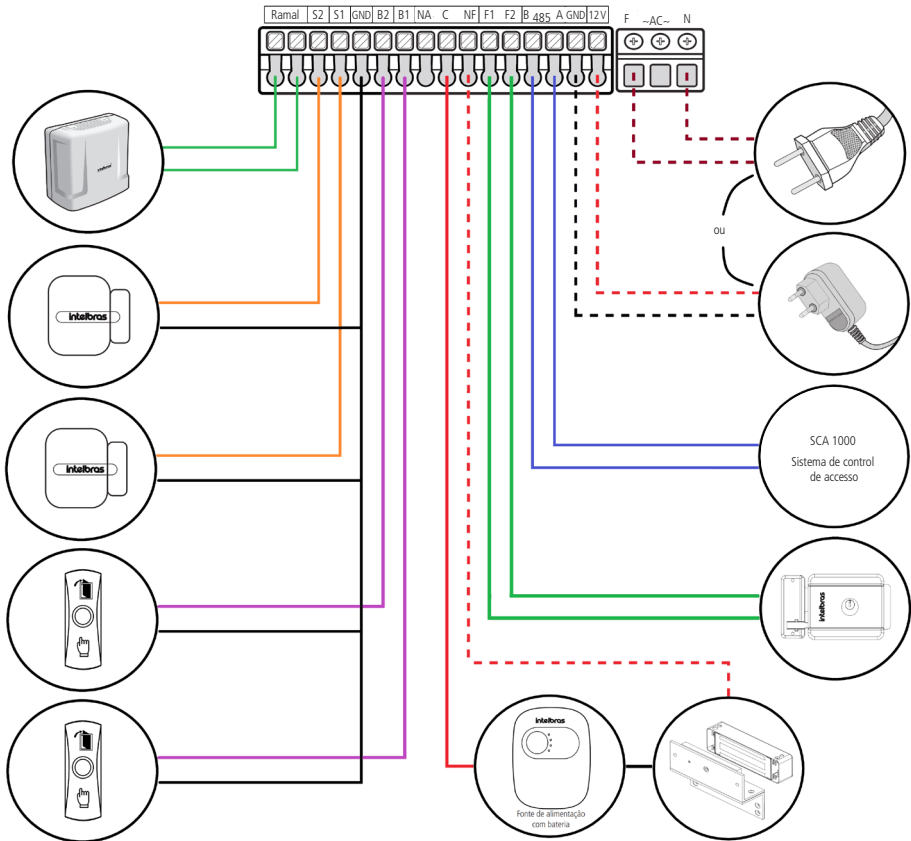 Ramal S2 S1 GND B2 B1 NA C NF F1 F2 B 485 A GND 12V F ~AC~ N
intelbras
ou
intelbras
intelbras
SCA 1000
Sistema de control
de accesso
intelbras
intelbras
Fonte de alimentação
com bateria